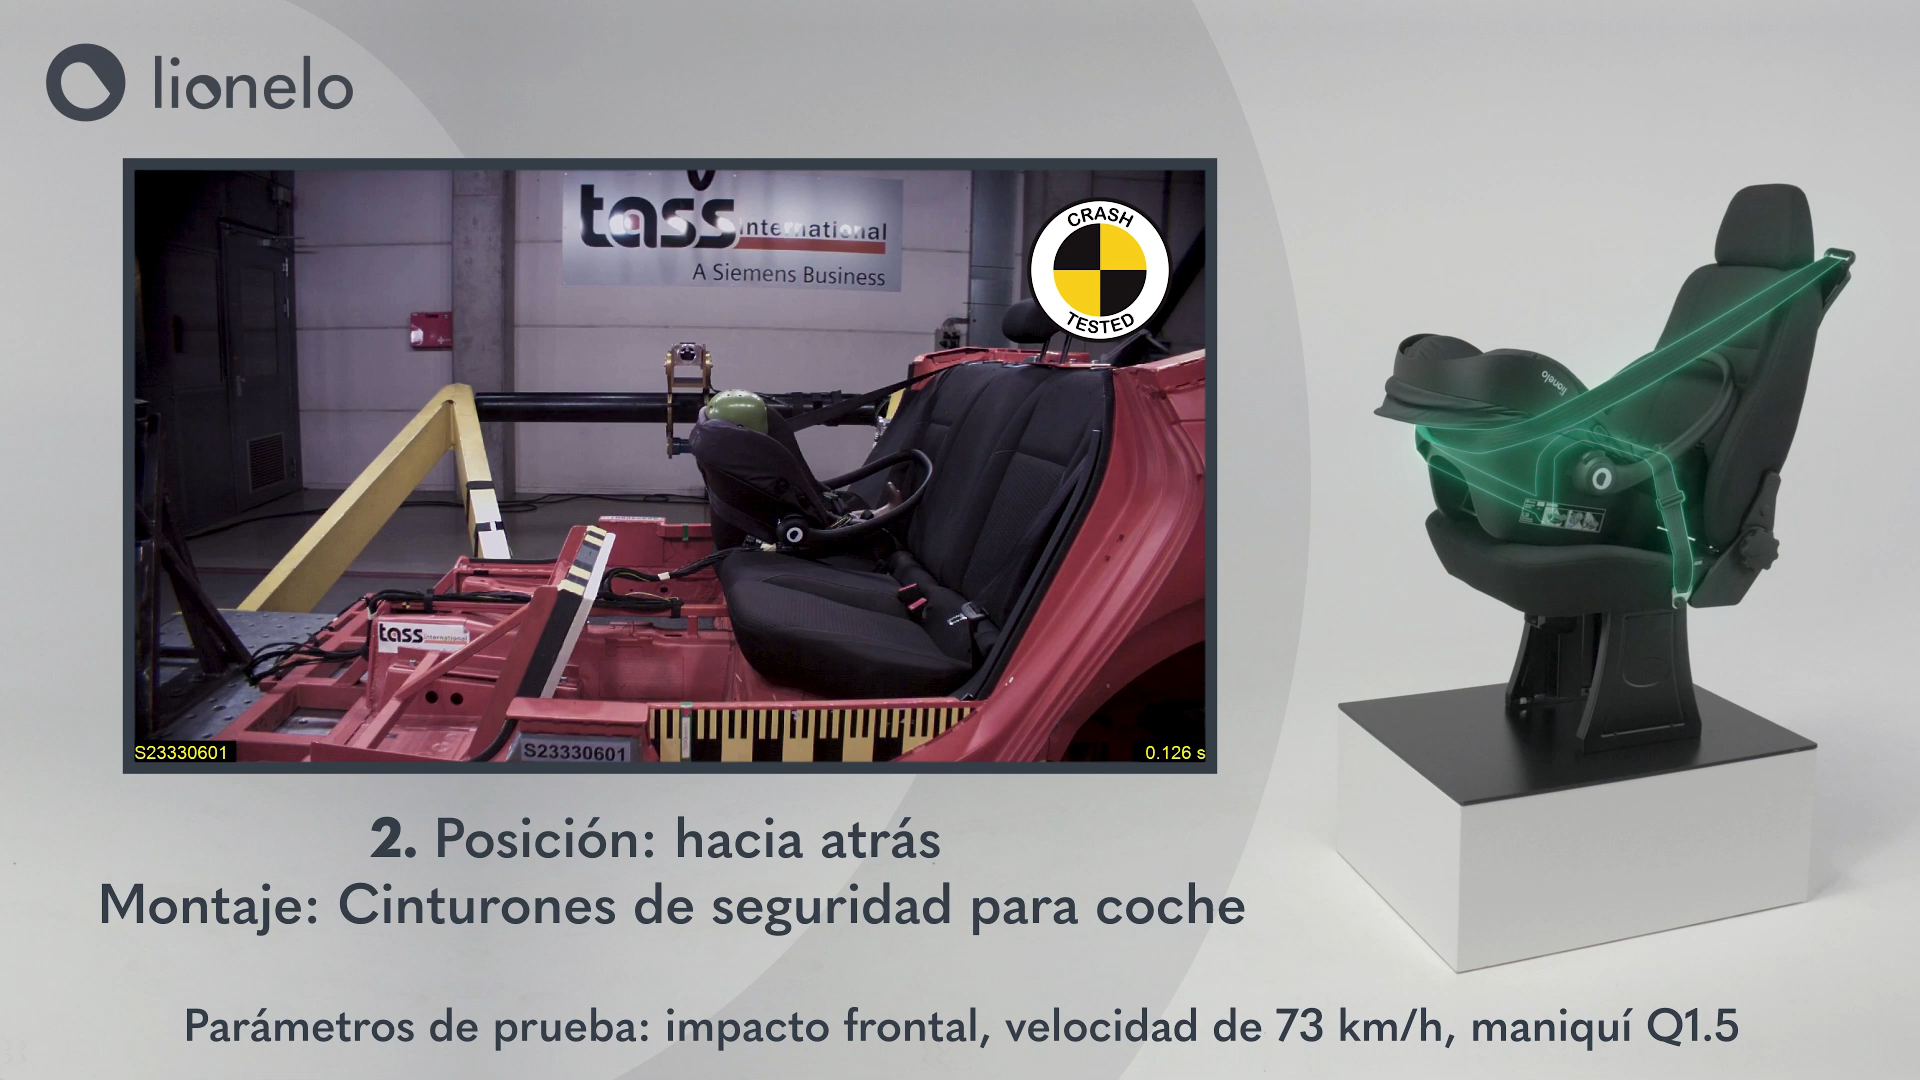 lionelo
tass
international
A Siemens Business
CRASH
TESTED
lionelo
tass international
S23330601
S23330601
0.126 s
2. Posición: hacia atrás
Montaje: Cinturones de seguridad para coche
Parámetros de prueba: impacto frontal, velocidad de 73 km/h, maniquí Q1.5